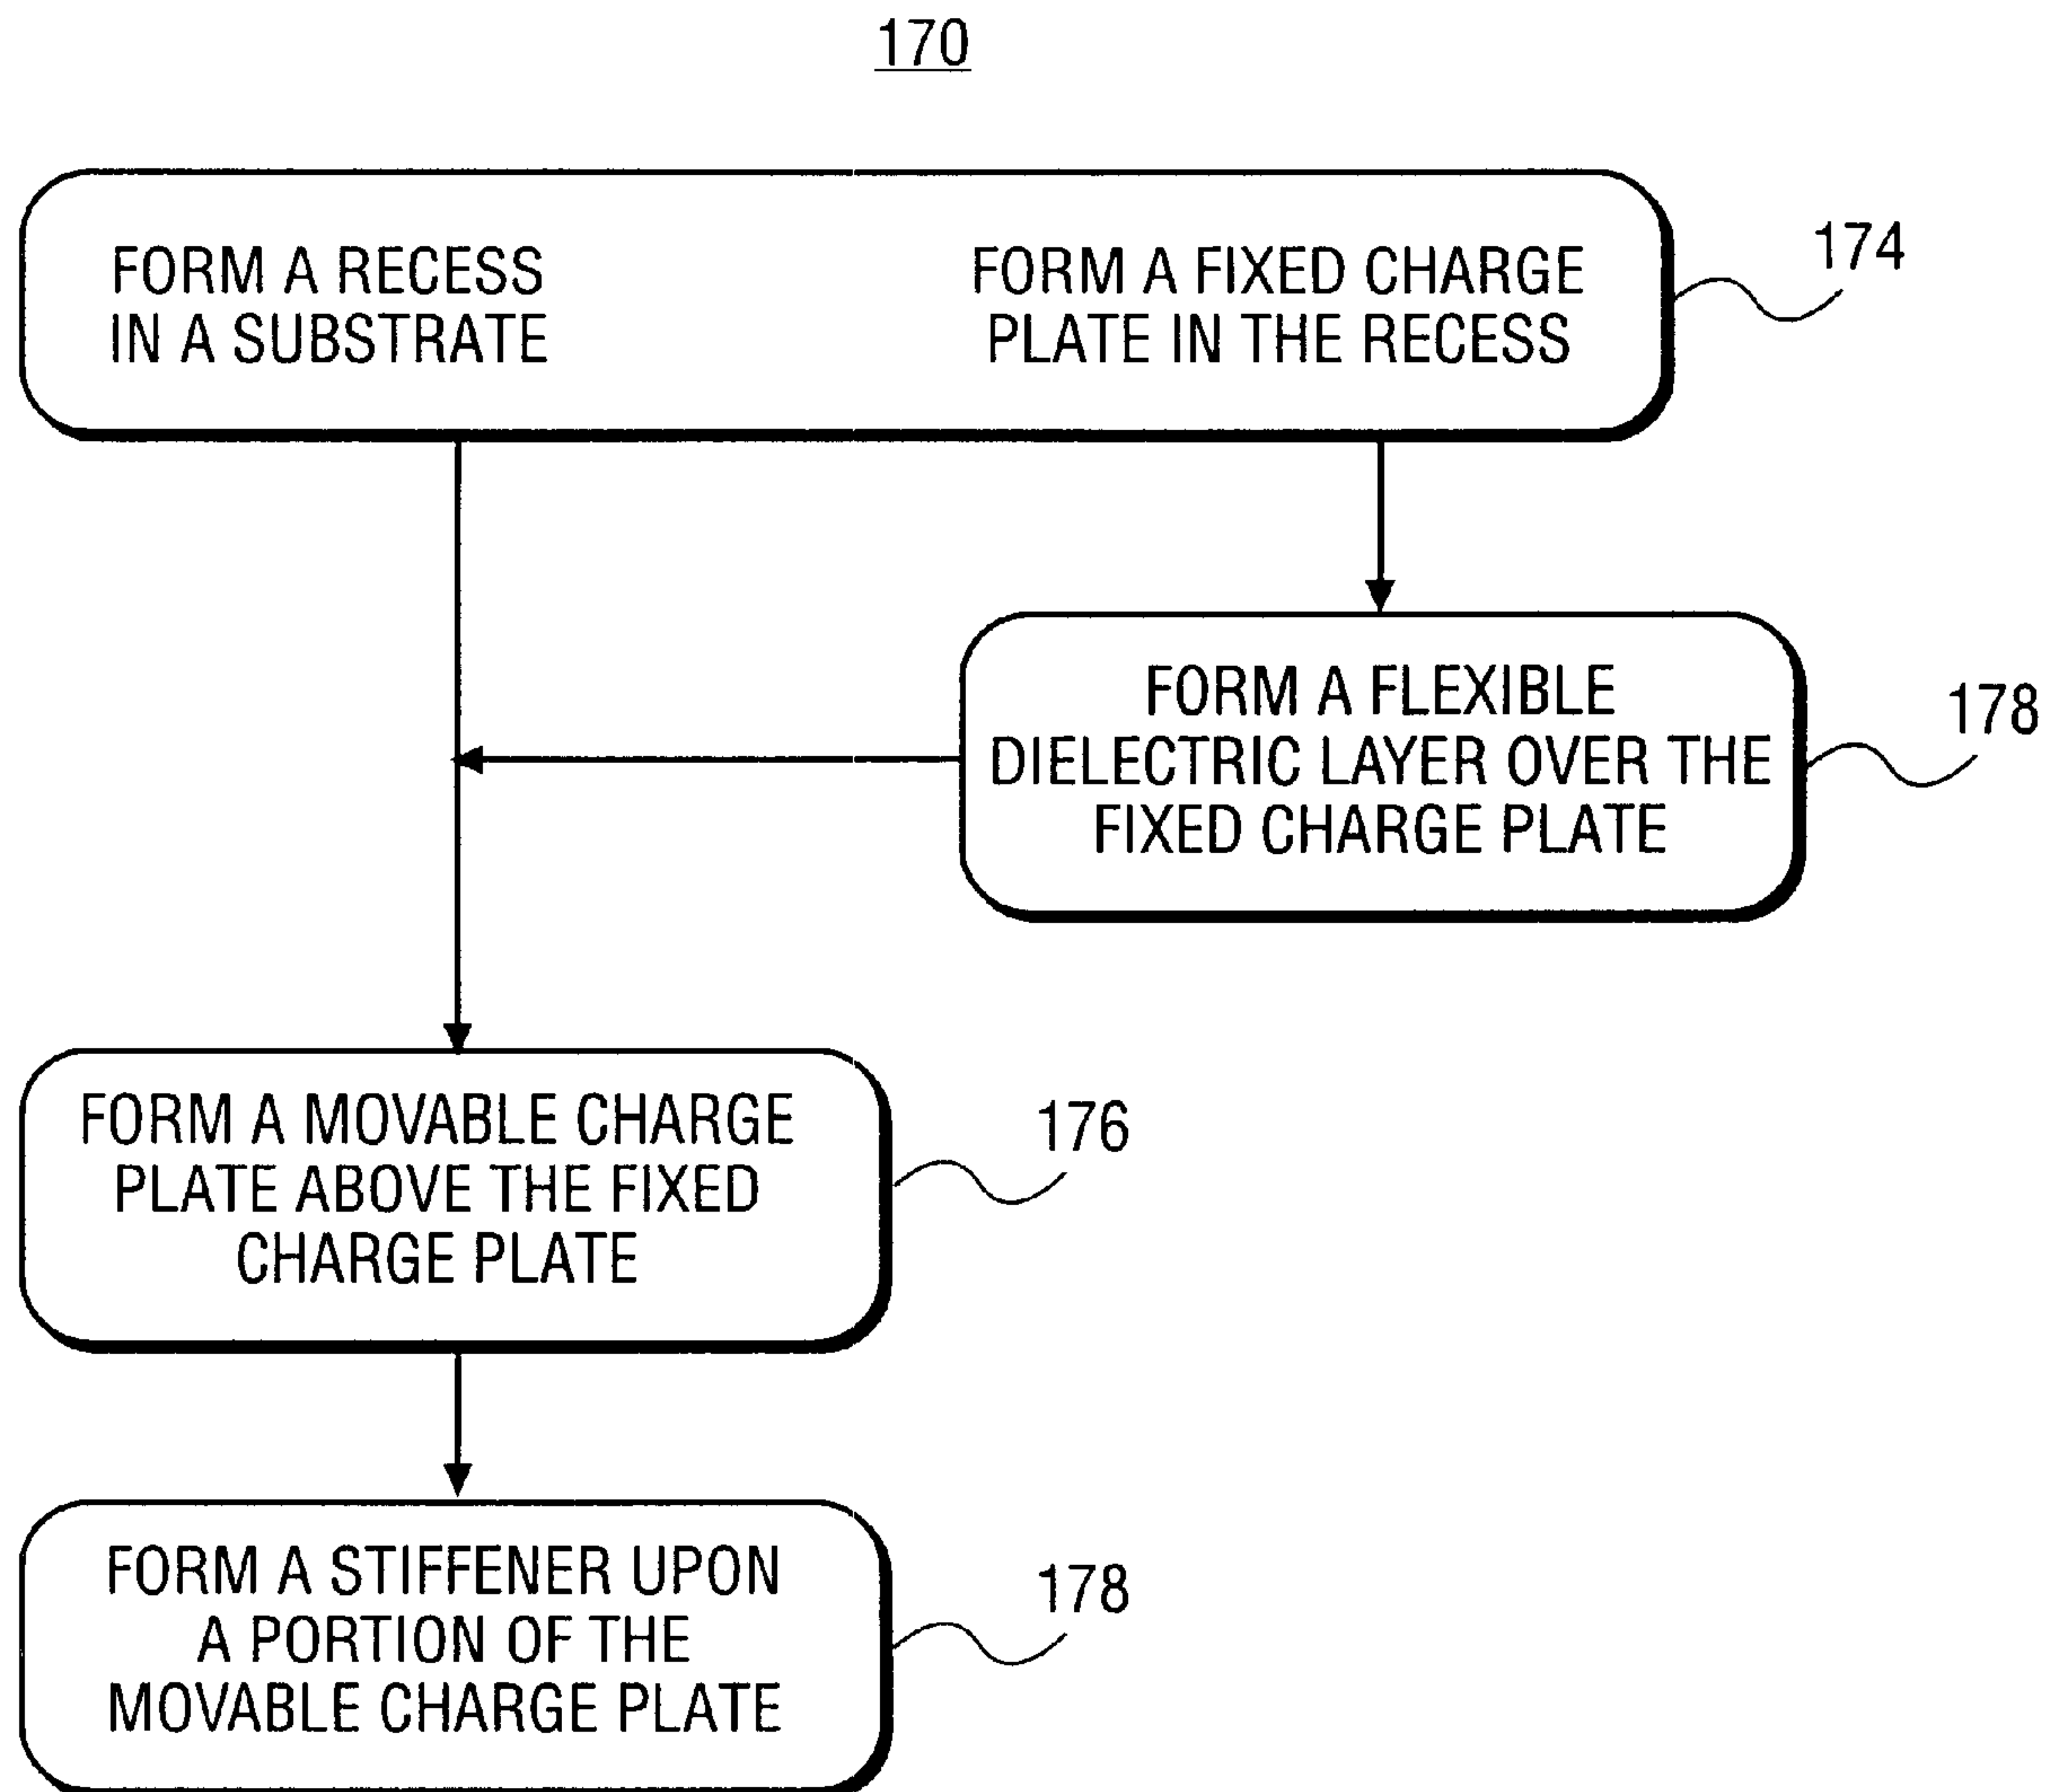 170
FORM A RECESS
IN A SUBSTRATE
FORM A FIXED CHARGE
PLATE IN THE RECESS
174
FORM A FLEXIBLE
DIELECTRIC LAYER OVER THE
FIXED CHARGE PLATE
178
FORM A MOVABLE CHARGE
PLATE ABOVE THE FIXED
CHARGE PLATE
176
FORM A STIFFENER UPON
A PORTION OF THE
MOVABLE CHARGE PLATE
178